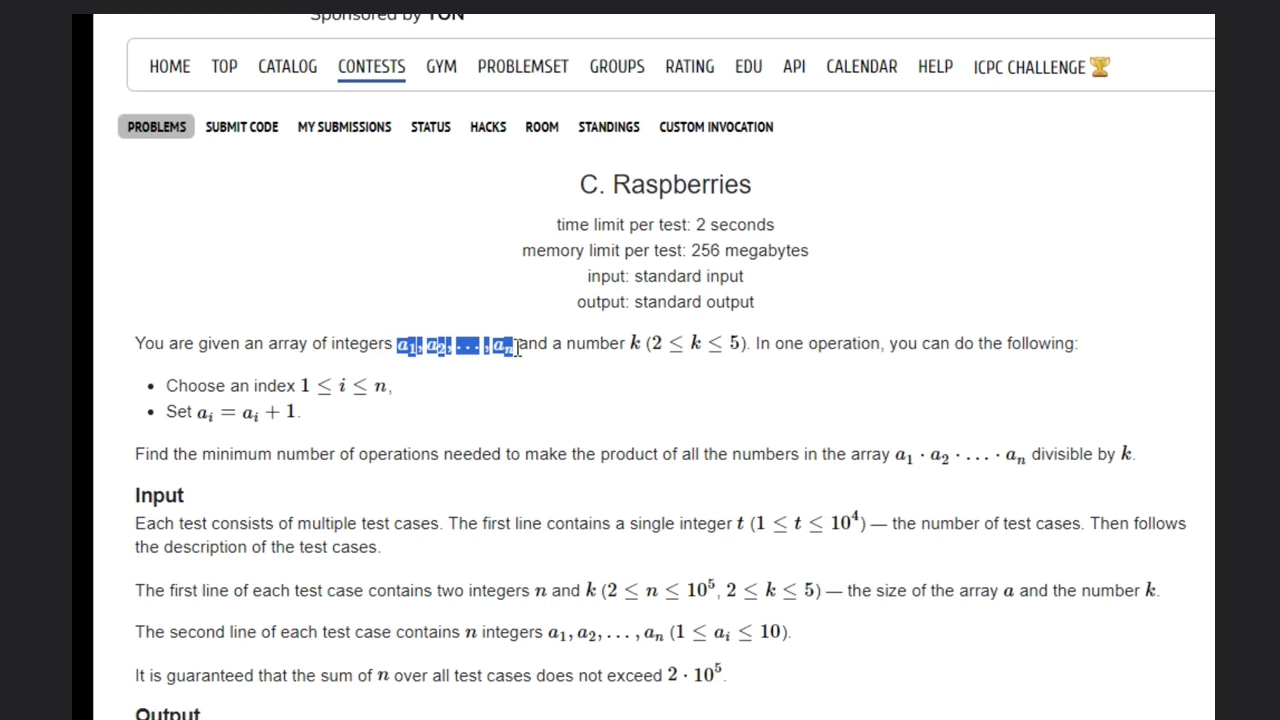 Sponsored by TON
HOME TOP CATALOG CONTESTS GYM PROBLEMSET GROUPS RATING EDU API CALENDAR HELP ICPC CHALLENGE 🏆
PROBLEMS SUBMIT CODE MY SUBMISSIONS STATUS HACKS ROOM STANDINGS CUSTOM INVOCATION
C. Raspberries
time limit per test: 2 seconds
memory limit per test: 256 megabytes
input: standard input
output: standard output
You are given an array of integers a₁, a₂, …, aₙ and a number k (2 ≤ k ≤ 5). In one operation, you can do the following:
• Choose an index 1 ≤ i ≤ n,
• Set aᵢ = aᵢ + 1.
Find the minimum number of operations needed to make the product of all the numbers in the array a₁ · a₂ · … · aₙ divisible by k.
Input
Each test consists of multiple test cases. The first line contains a single integer t (1 ≤ t ≤ 10⁴) — the number of test cases. Then follows
the description of the test cases.
The first line of each test case contains two integers n and k (2 ≤ n ≤ 10⁵, 2 ≤ k ≤ 5) — the size of the array a and the number k.
The second line of each test case contains n integers a₁, a₂, …, aₙ (1 ≤ aᵢ ≤ 10).
It is guaranteed that the sum of n over all test cases does not exceed 2 · 10⁵.
Output